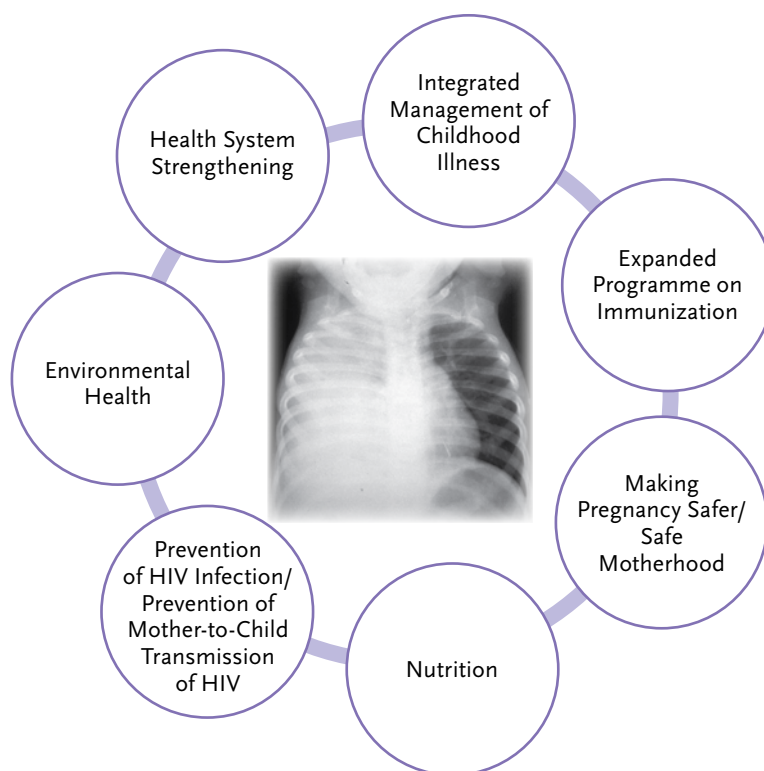 Integrated
Management of
Childhood
Illness
Expanded
Programme on
Immunization
Making
Pregnancy Safer/
Safe
Motherhood
Nutrition
Prevention
of HIV Infection/
Prevention of
Mother-to-Child
Transmission
of HIV
Environmental
Health
Health System
Strengthening